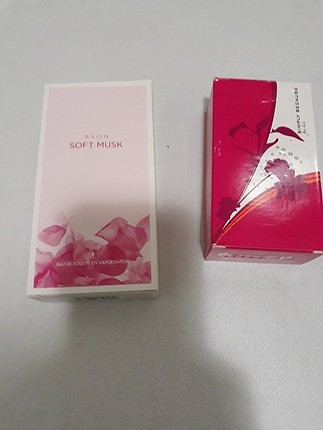 AVON
SOFT MUSK
EAU DE TOILETTE EN VAPORISATEUR
SIMPLY BECAUSE